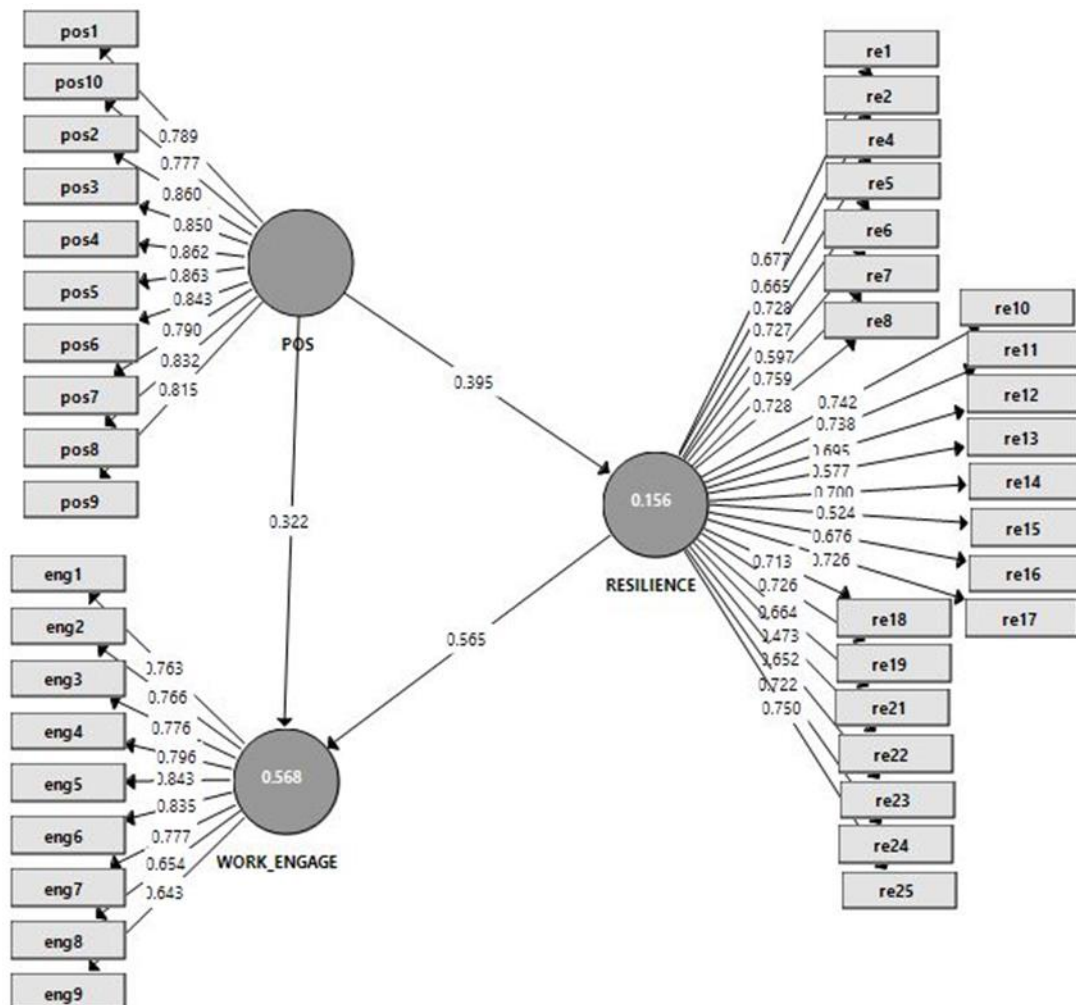 pos1
pos10
pos2
pos3
pos4
pos5
pos6
pos7
pos8
pos9
0.789
0.777
0.860
0.850
0.862
0.863
0.843
0.790
0.832
0.815
POS
0.395
0.322
0.565
eng1
eng2
eng3
eng4
eng5
eng6
eng7
eng8
eng9
0.763
0.766
0.776
0.796
0.843
0.835
0.777
0.654
0.643
0.568
WORK_ENGAGE
0.156
RESILIENCE
re1
re2
re4
re5
re6
re7
re8
0.677
0.665
0.728
0.727
0.597
0.759
0.728
re10
re11
re12
re13
re14
re15
re16
re17
0.742
0.738
0.695
0.577
0.700
0.524
0.676
0.726
0.713
0.726
0.664
0.473
0.652
0.722
0.750
re18
re19
re21
re22
re23
re24
re25